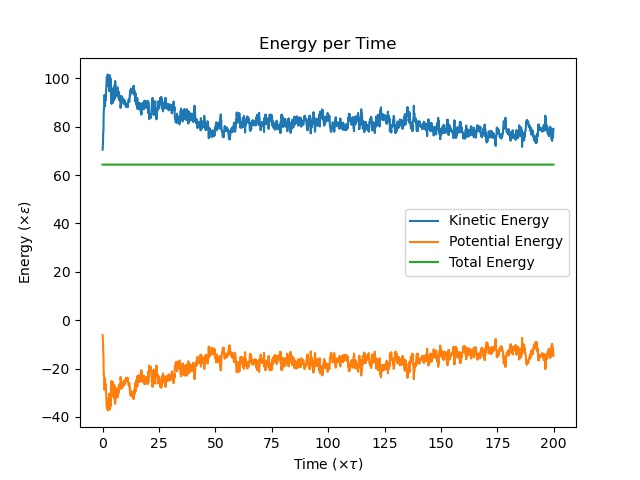 Energy per Time
100
80
60
40
20
0
−20
−40
Energy (×ε)
Kinetic Energy
Potential Energy
Total Energy
0 25 50 75 100 125 150 175 200
Time (×τ)